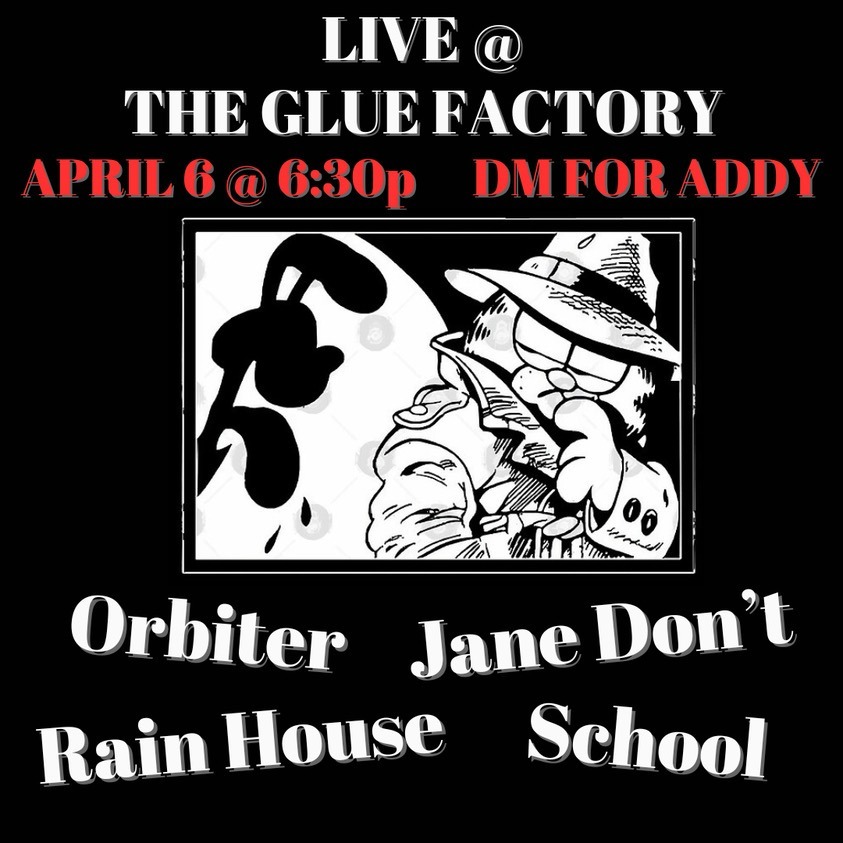 LIVE @
THE GLUE FACTORY
APRIL 6 @ 6:30p DM FOR ADDY
Orbiter Jane Don't
Rain House School